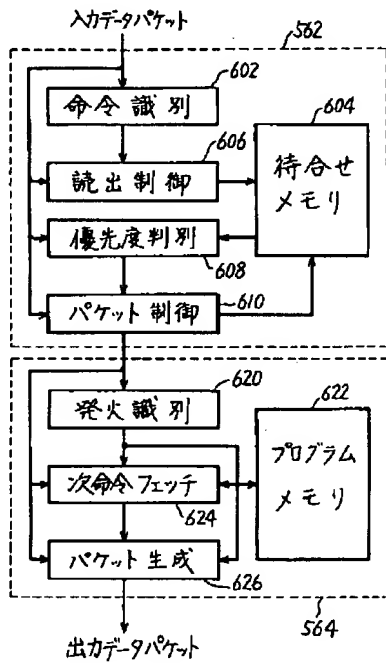 入力データパケット
562
602
命令識別
604
606
待合せ
メモリ
読出制御
優先度判別
608
610
パケット制御
620
発火識別
622
プログラム
メモリ
次命令フェッチ
624
パケット生成
626
564
出力データパケット